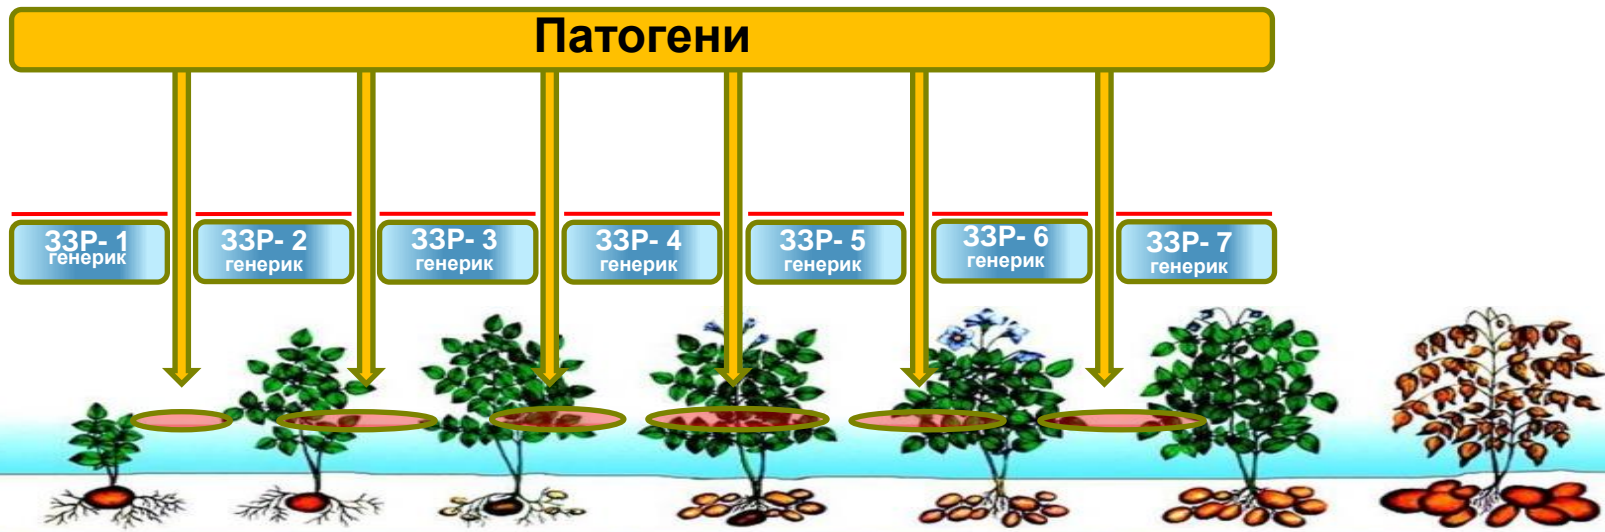 Патогени
ЗЗР- 1
генерик
ЗЗР- 2
генерик
ЗЗР- 3
генерик
ЗЗР- 4
генерик
ЗЗР- 5
генерик
ЗЗР- 6
генерик
ЗЗР- 7
генерик